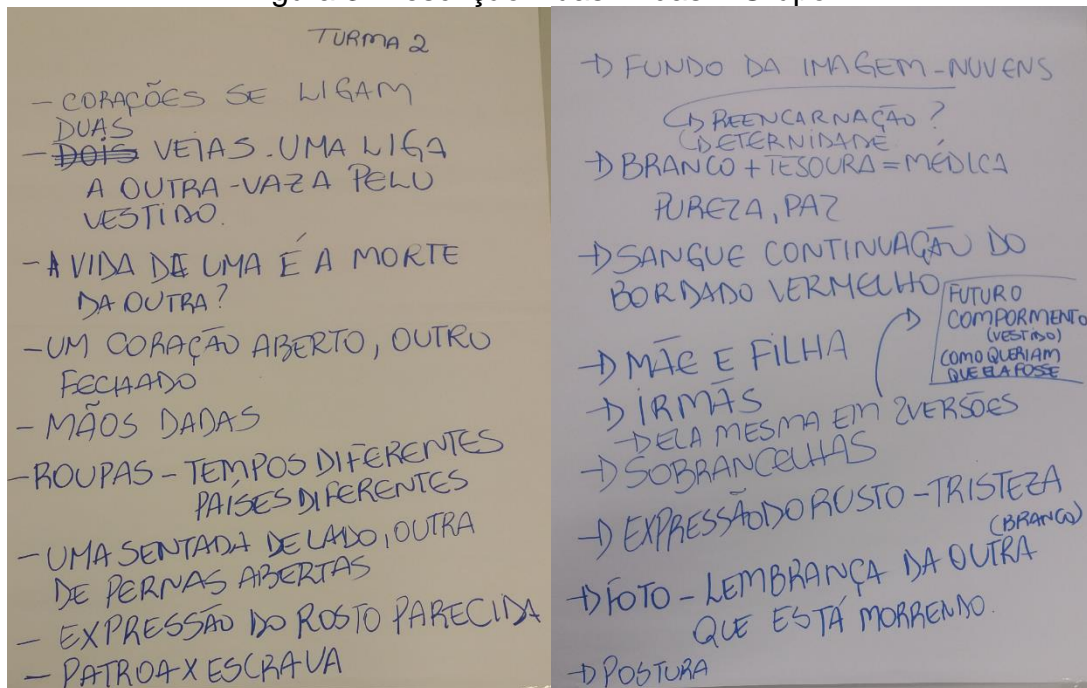 TURMA 2
- CORAÇÕES SE LIGAM
DUAS
- DOIS VEIAS. UMA LIGA
A OUTRA - VAZA PELO
VESTIDO.
- A VIDA DE UMA É A MORTE
DA OUTRA?
- UM CORAÇÃO ABERTO, OUTRO
FECHADO
- MÃOS DADAS
- ROUPAS - TEMPOS DIFERENTES
PAÍSES DIFERENTES
- UMA SENTADA DE LADO, OUTRA
DE PERNAS ABERTAS
- EXPRESSÃO DO ROSTO PARECIDA
- PATROA X ESCRAVA
→ FUNDO DA IMAGEM - NUVENS
↳ REENCARNAÇÃO?
↳ ETERNIDADE
→ BRANCO + TESOURA = MÉDICA
PUREZA, PAZ
→ SANGUE CONTINUAÇÃO DO
BORDADO VERMELHO
FUTURO
COMPORMENTO
(VESTIDO)
COMO QUERIAM
QUE ELA FOSSE
→ MÃE E FILHA
→ IRMÃS
→ DELA MESMA EM 2 VERSÕES
→ SOBRANCELHAS
→ EXPRESSÃO DO ROSTO - TRISTEZA
(BRANCO)
→ FOTO - LEMBRANÇA DA OUTRA
QUE ESTÁ MORRENDO.
→ POSTURA